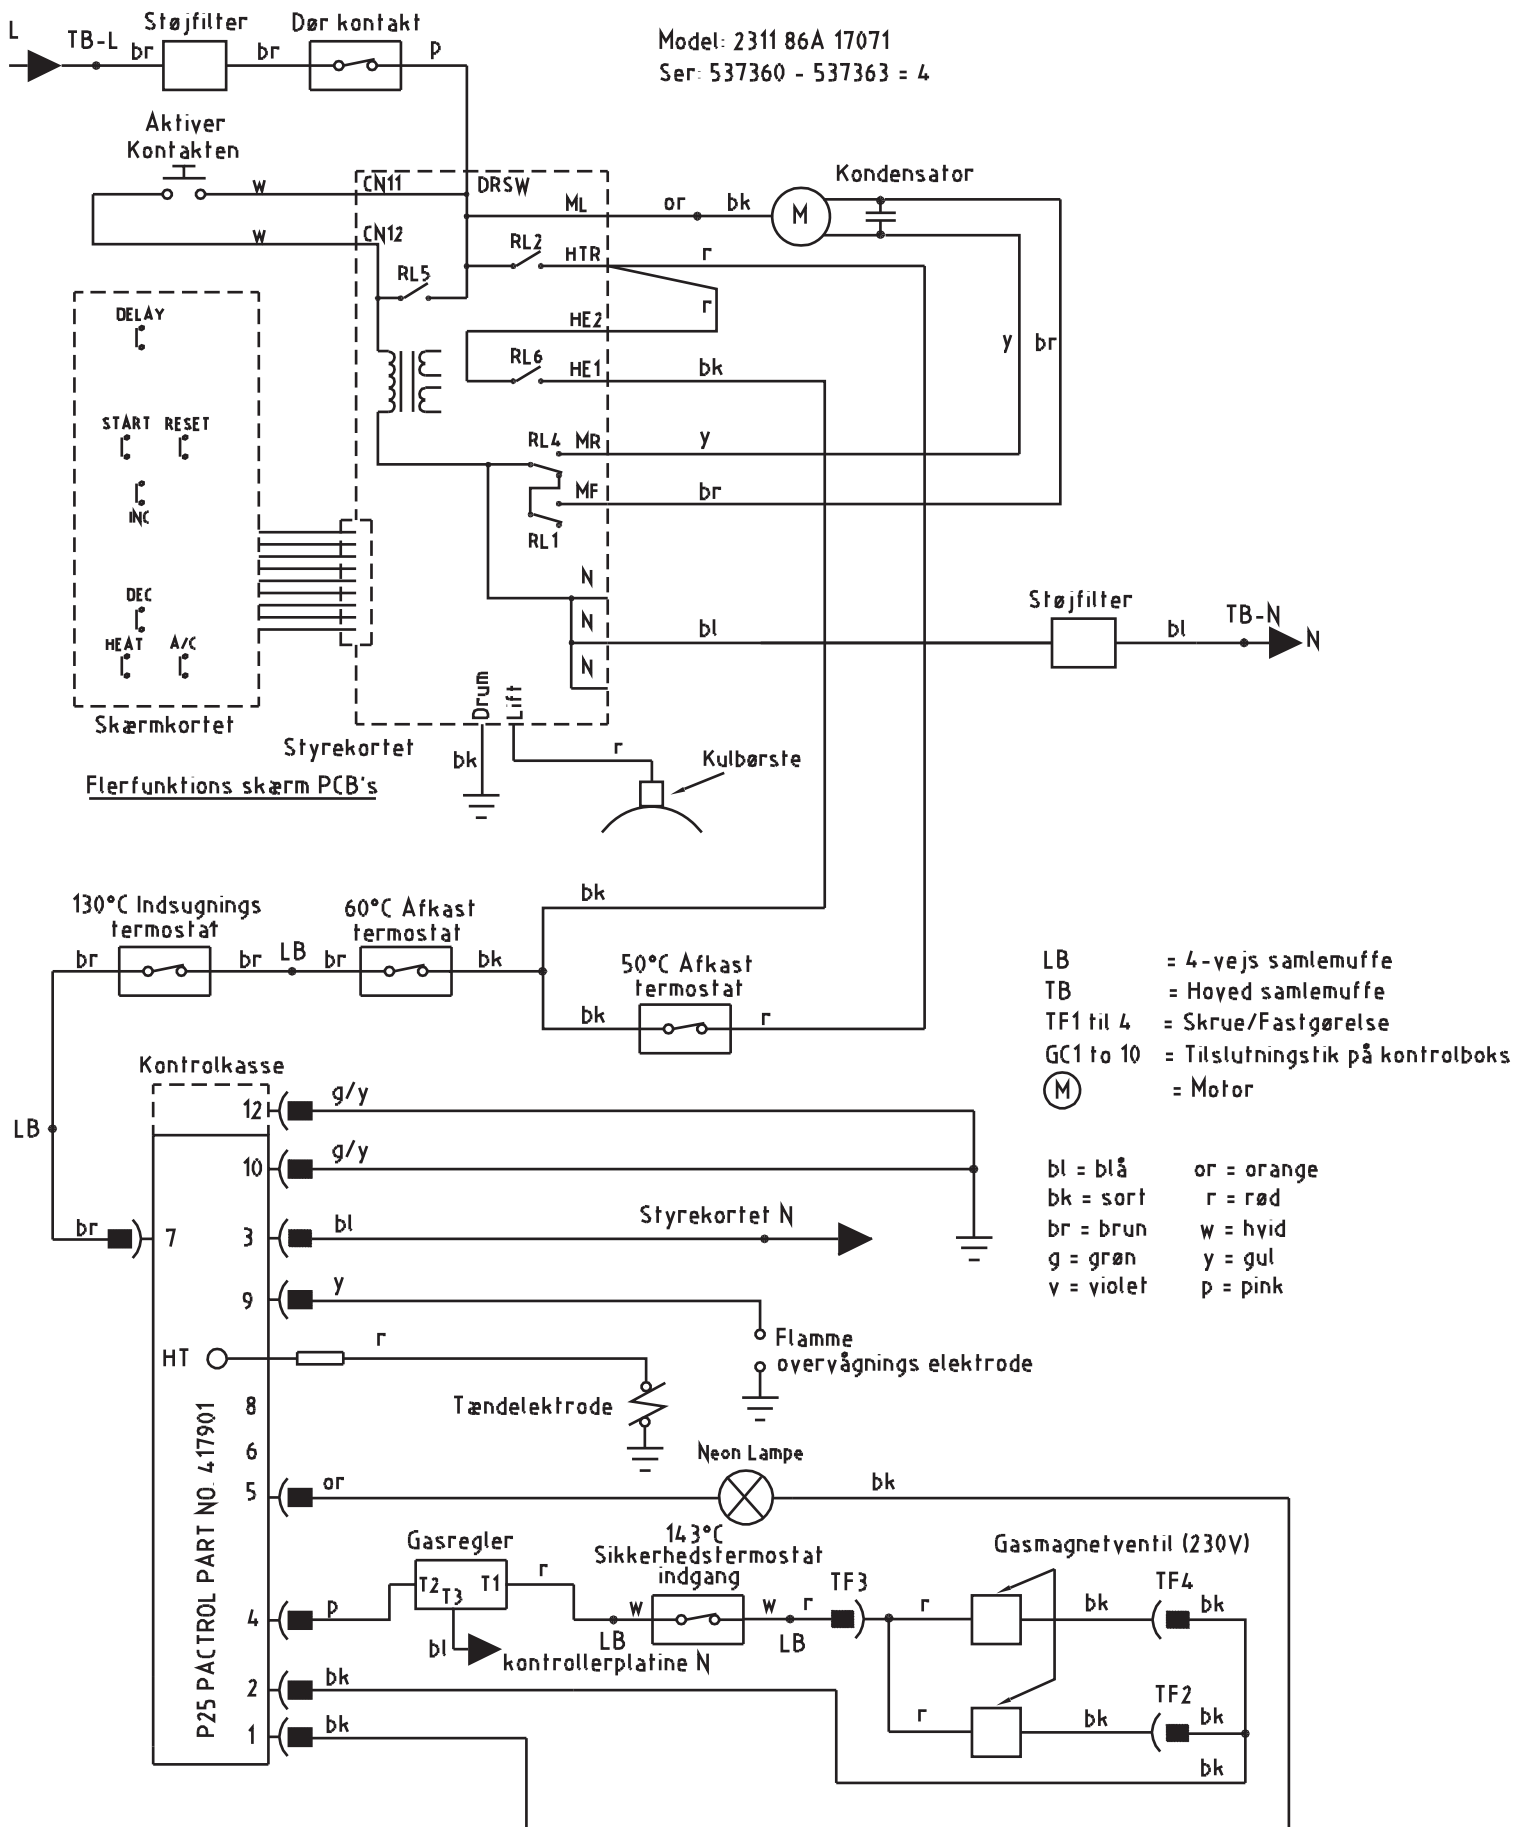 L
TB-L
br
Støjfilter
br
Dør kontakt
p
Model: 2311 86A 17071
Ser: 537360 - 537363 = 4
Aktiver
Kontakten
w
w
CN11
CN12
DRSW
ML
or
bk
M
Kondensator
RL2
HTR
r
r
RL5
HE2
RL6
HE1
bk
y
br
RL4
MR
y
MF
br
RL1
N
N
N
bl
Støjfilter
bl
TB-N
N
DELAY
START
RESET
INC
DEC
HEAT
A/C
Skærmkortet
Styrekortet
Flerfunktions skærm PCB's
Drum
Lift
bk
r
Kulbørste
bk
130°C Indsugnings
termostat
br
br
LB
br
60°C Afkast
termostat
bk
50°C Afkast
termostat
bk
r
LB = 4-vejs samlemuffe
TB = Hoved samlemuffe
TF1 til 4 = Skrue/Fastgørelse
GC1 to 10 = Tilslutningstik på kontrolboks
M = Motor
bl = blå or = orange
bk = sort r = rød
br = brun w = hvid
g = grøn y = gul
v = violet p = pink
Kontrolkasse
LB
br
7
12
g/y
10
g/y
3
bl
Styrekortet N
9
y
Flamme
overvågnings elektrode
HT
r
Tændelektrode
8
6
5
or
Neon Lampe
bk
P25 PACTROL PART NO. 417901
4
p
Gasregler
T2
T3
T1
r
bl
kontrollerplatine N
LB
w
143°C
Sikkerhedstermostat
indgang
w
LB
r
TF3
Gasmagnetventil (230V)
r
bk
TF4
bk
r
bk
TF2
bk
bk
2
bk
1
bk